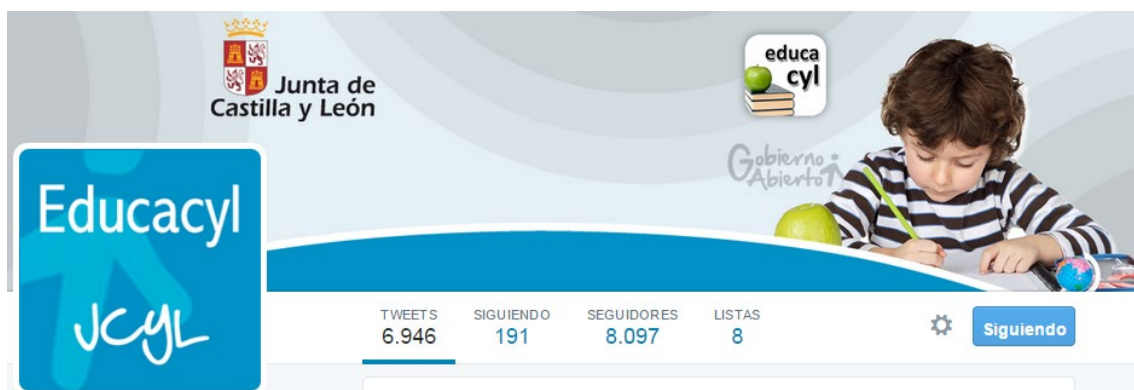 Junta de
Castilla y León
educa
cyl
Gobierno
Abierto
Educacyl
JCYL
TWEETS
6.946
SIGUIENDO
191
SEGUIDORES
8.097
LISTAS
8
Siguiendo